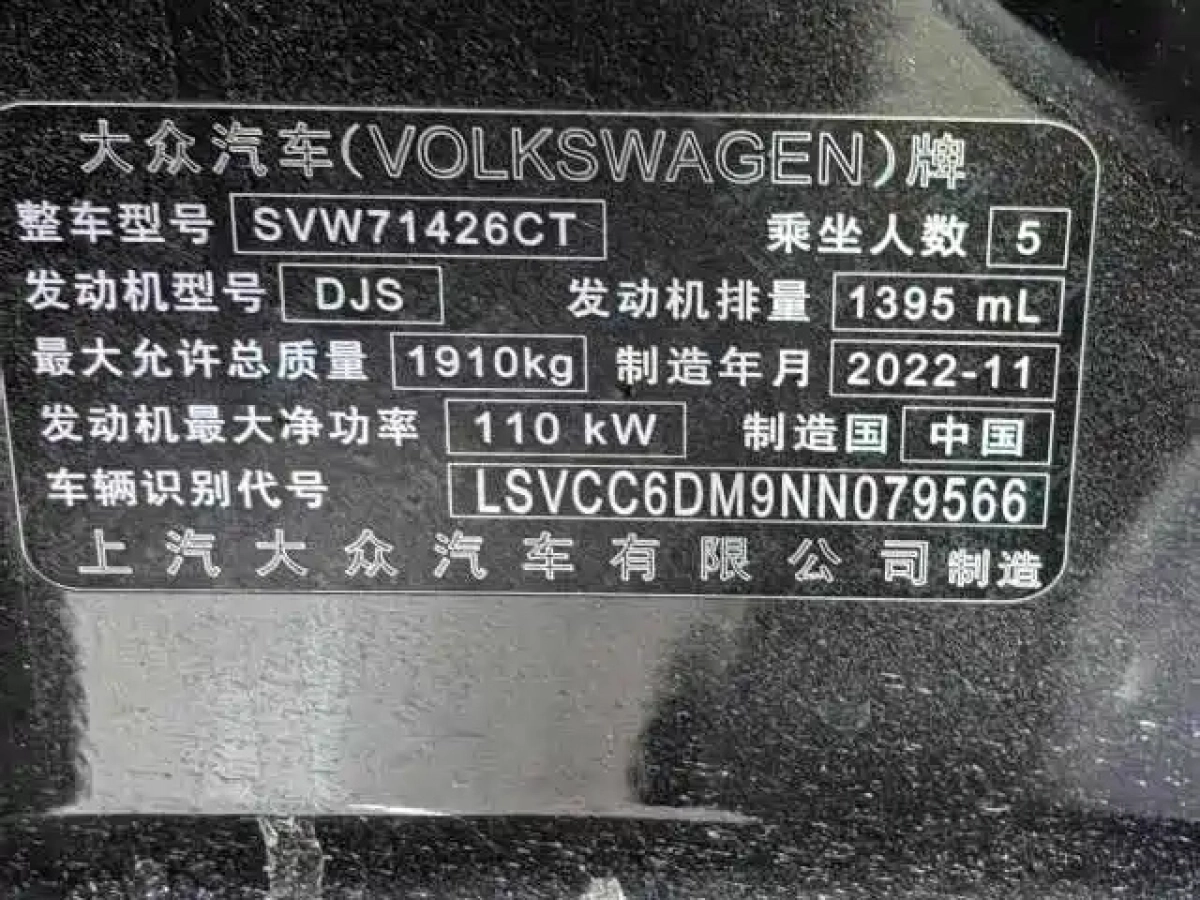 大众汽车(VOLKSWAGEN)牌
整车型号 SVW71426CT 乘坐人数 5
发动机型号 DJS 发动机排量 1395 mL
最大允许总质量 1910kg 制造年月 2022-11
发动机最大净功率 110 kW 制造国 中国
车辆识别代号 LSVCC6DM9NN079566
上汽大众汽车有限公司制造